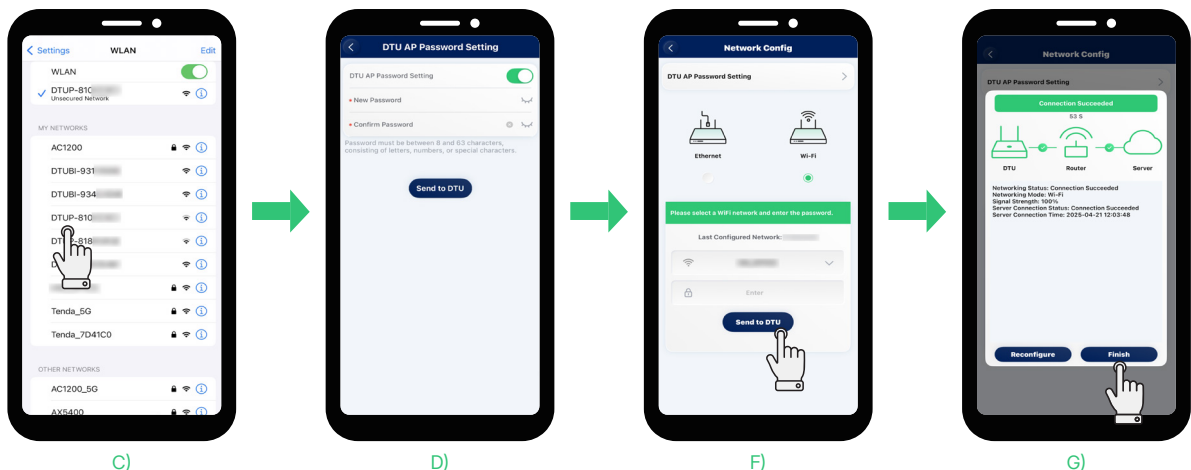 Settings WLAN Edit
WLAN
DTUP-810
Unsecured Network
MY NETWORKS
AC1200
DTUBI-931
DTUBI-934
DTUP-810
-818
Tenda_5G
Tenda_7D41C0
OTHER NETWORKS
AC1200_5G
AX5400
C)
DTU AP Password Setting
DTU AP Password Setting
• New Password
• Confirm Password
Password must be between 8 and 63 characters,
consisting of letters, numbers, or special characters.
Send to DTU
D)
Network Config
DTU AP Password Setting
Ethernet Wi-Fi
Please select a WiFi network and enter the password.
Last Configured Network:
Enter
Send to DTU
F)
Network Config
DTU AP Password Setting
Connection Succeeded
53 S
DTU Router Server
Networking Status: Connection Succeeded
Networking Mode: Wi-Fi
Signal Strength: 100%
Server Connection Status: Connection Succeeded
Server Connection Time: 2025-04-21 12:03:48
Reconfigure Finish
G)